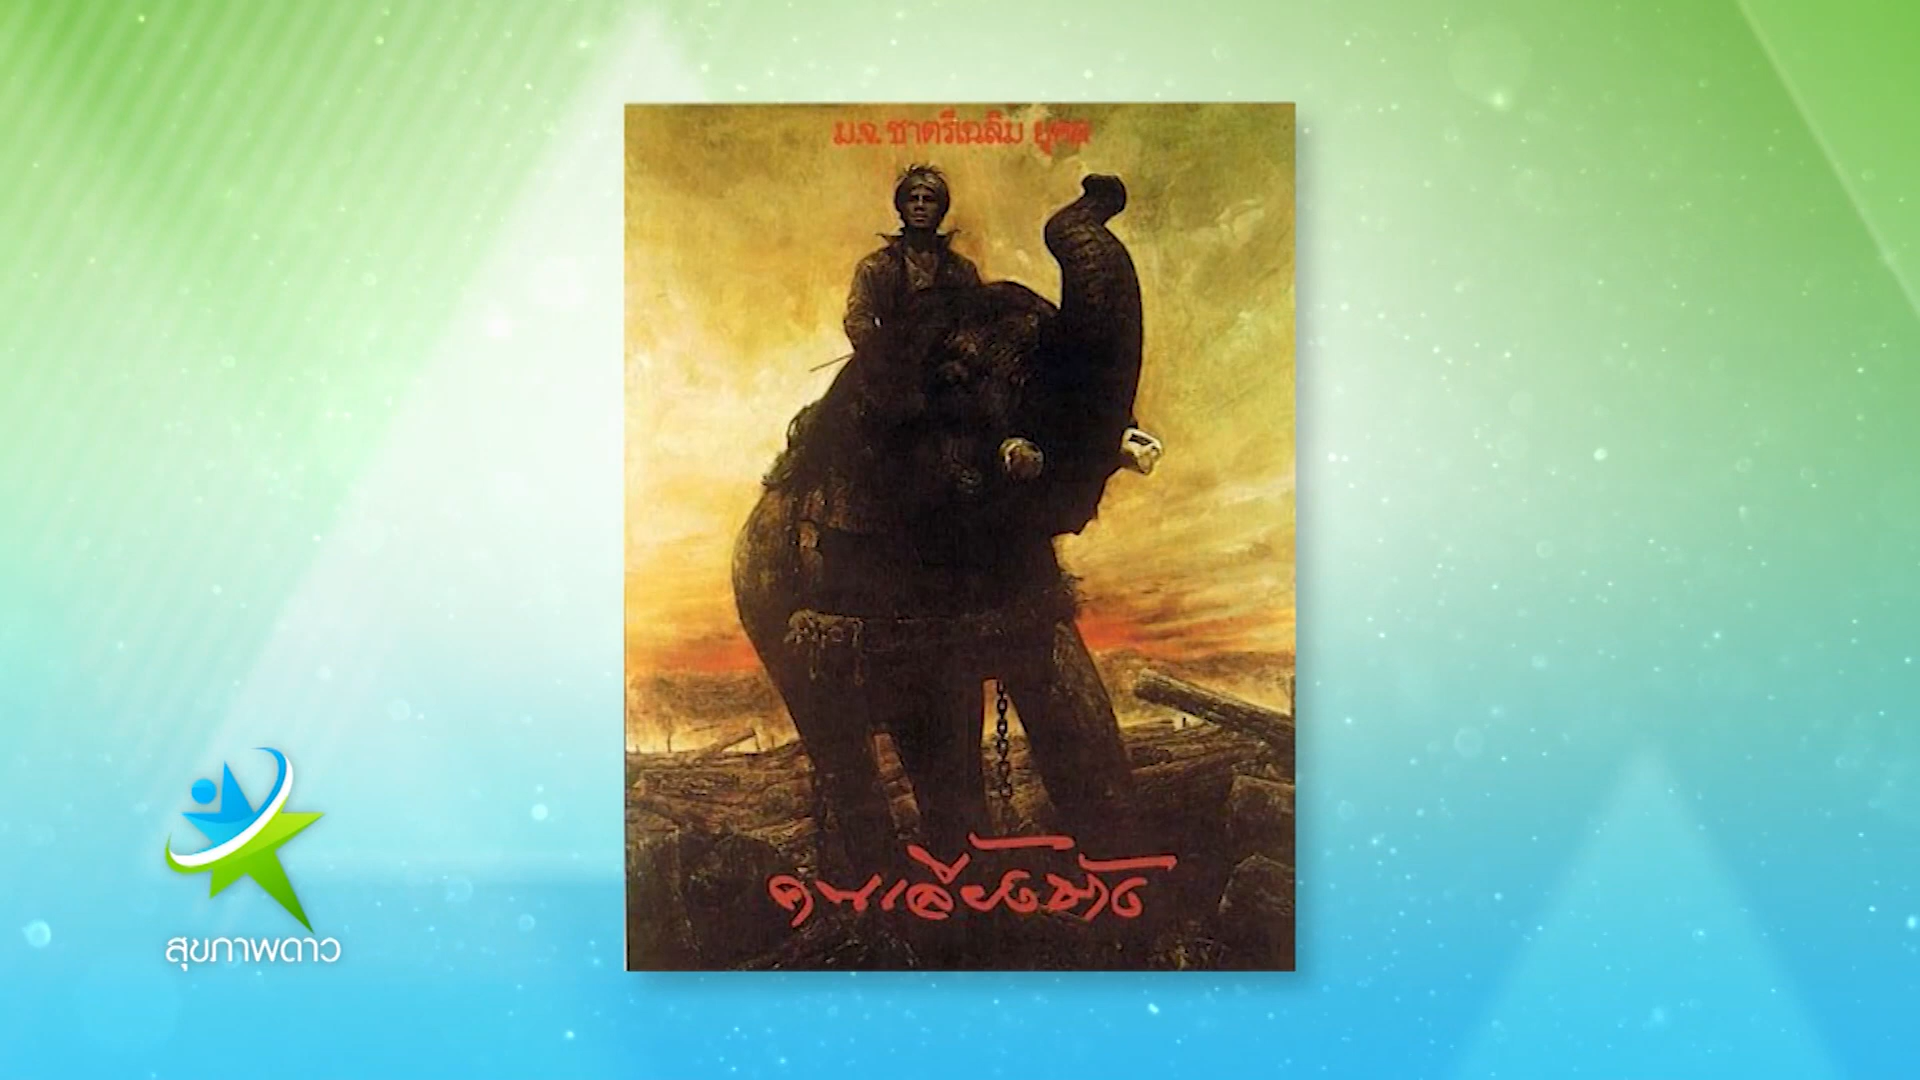 ม.จ. ชาตรีเฉลิม ยุคล
คนเลี้ยงช้าง
สุขภาพดาว